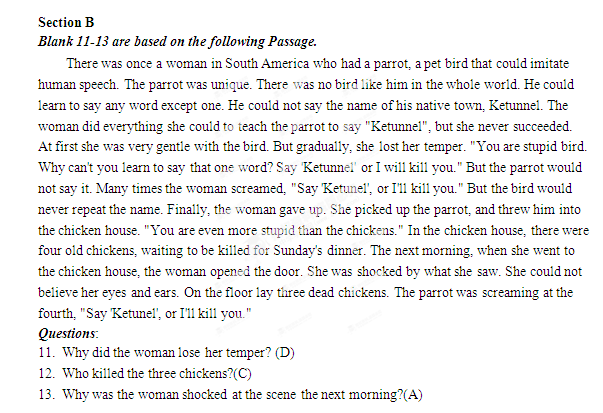 Section B
Blank 11-13 are based on the following Passage.
There was once a woman in South America who had a parrot, a pet bird that could imitate
human speech. The parrot was unique. There was no bird like him in the whole world. He could
learn to say any word except one. He could not say the name of his native town, Ketunnel. The
woman did everything she could to teach the parrot to say "Ketunnel", but she never succeeded.
At first she was very gentle with the bird. But gradually, she lost her temper. "You are stupid bird.
Why can't you learn to say that one word? Say 'Ketunnel' or I will kill you." But the parrot would
not say it. Many times the woman screamed, "Say 'Ketunel', or I'll kill you." But the bird would
never repeat the name. Finally, the woman gave up. She picked up the parrot, and threw him into
the chicken house. "You are even more stupid than the chickens." In the chicken house, there were
four old chickens, waiting to be killed for Sunday's dinner. The next morning, when she went to
the chicken house, the woman opened the door. She was shocked by what she saw. She could not
believe her eyes and ears. On the floor lay three dead chickens. The parrot was screaming at the
fourth, "Say 'Ketunel', or I'll kill you."
Questions:
11. Why did the woman lose her temper? (D)
12. Who killed the three chickens?(C)
13. Why was the woman shocked at the scene the next morning?(A)